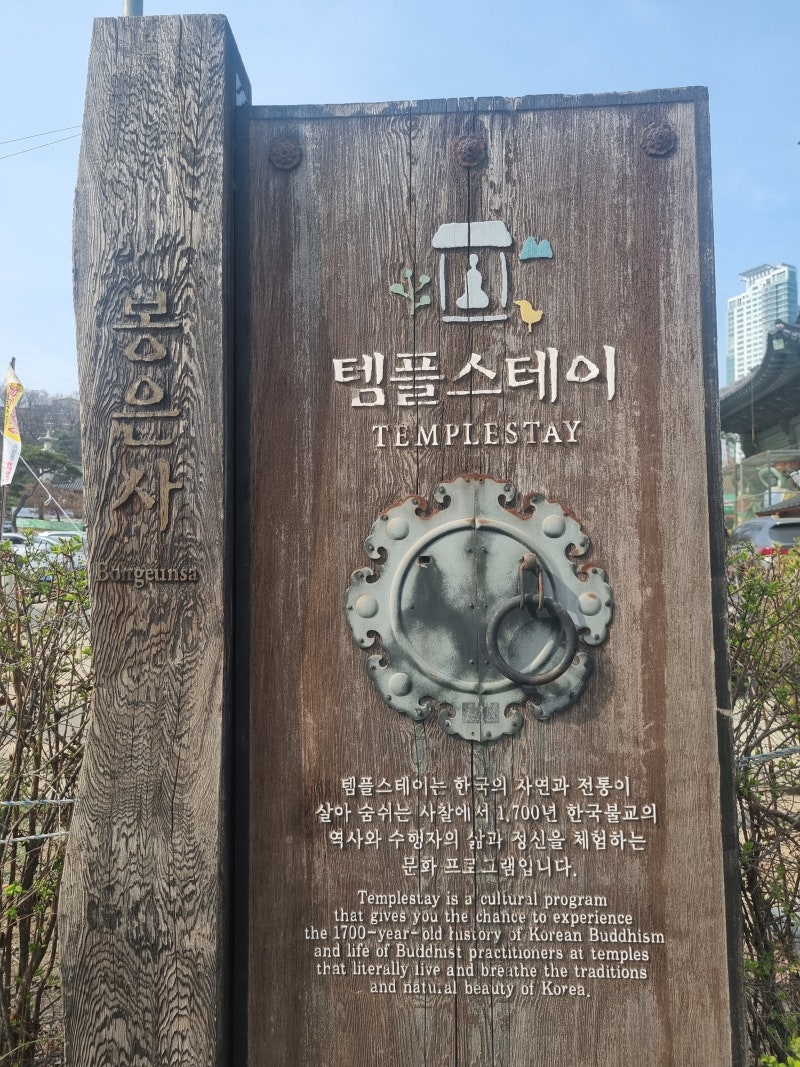 봉은사
Bongeunsa
템플스테이
TEMPLESTAY
템플스테이는 한국의 자연과 전통이
살아 숨쉬는 사찰에서 1,700년 한국불교의
역사와 수행자의 삶과 정신을 체험하는
문화 프로그램입니다.
Templestay is a cultural program
that gives you the chance to experience
the 1700-year-old history of Korean Buddhism
and life of Buddhist practitioners at temples
that literally live and breathe the traditions
and natural beauty of Korea.